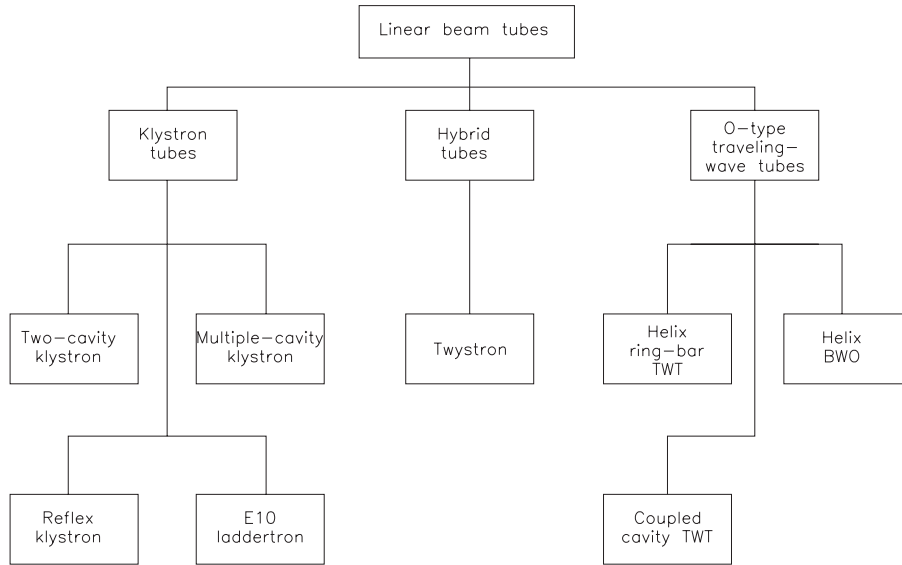 Linear beam tubes
Klystron
tubes
Hybrid
tubes
O-type
traveling-
wave tubes
Two-cavity
klystron
Multiple-cavity
klystron
Twystron
Helix
ring-bar
TWT
Helix
BWO
Reflex
klystron
E10
laddertron
Coupled
cavity TWT